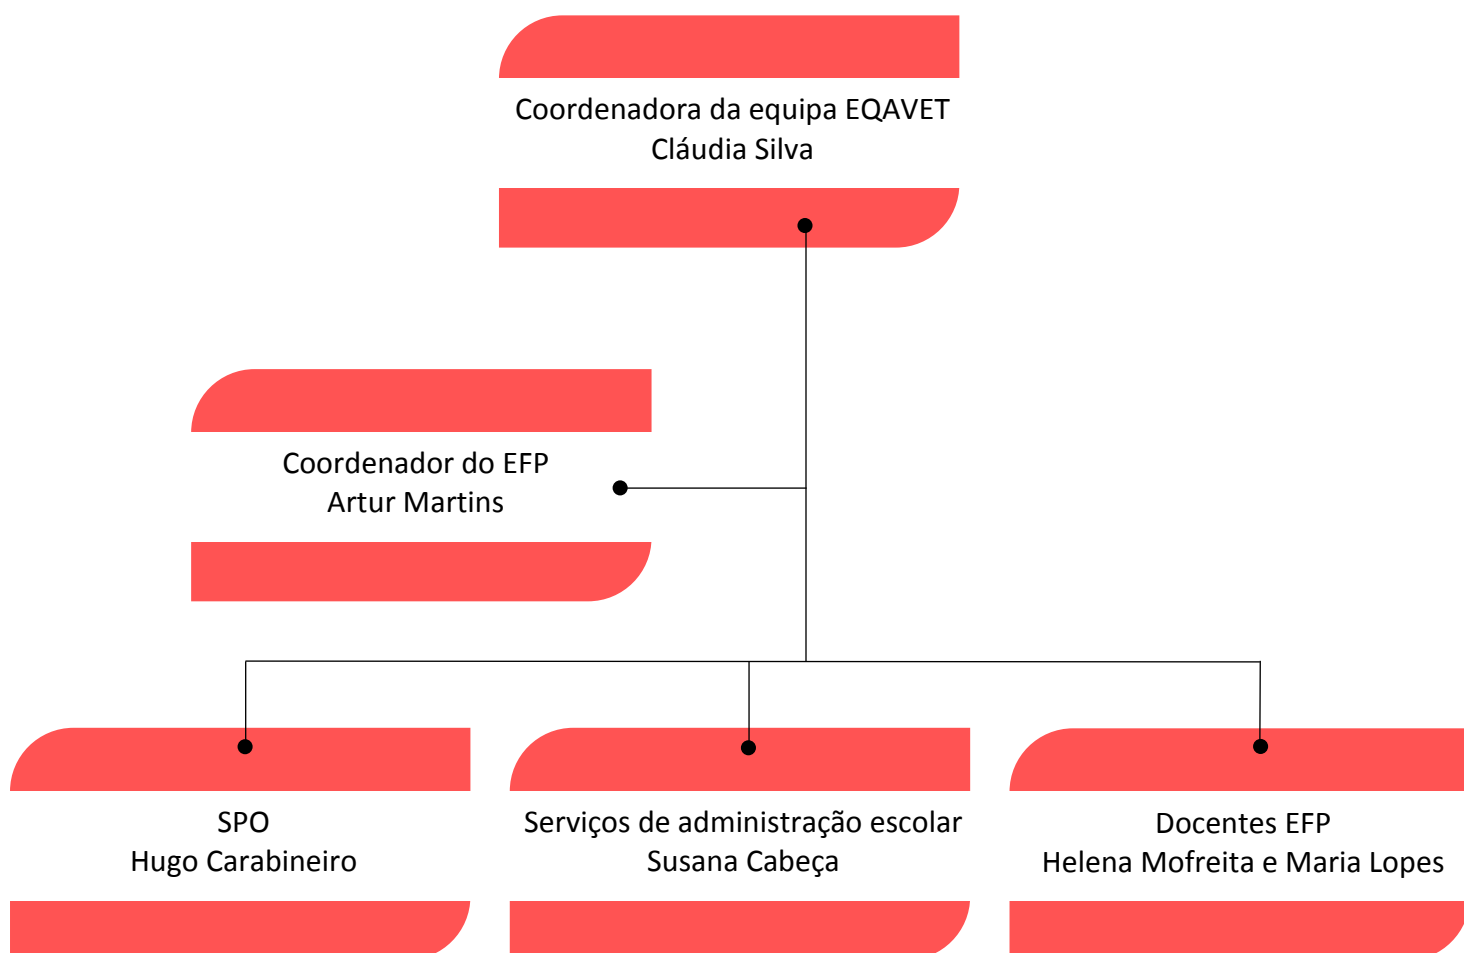 Coordenadora da equipa EQAVET
Cláudia Silva
Coordenador do EFP
Artur Martins
SPO
Hugo Carabineiro
Serviços de administração escolar
Susana Cabeça
Docentes EFP
Helena Mofreita e Maria Lopes